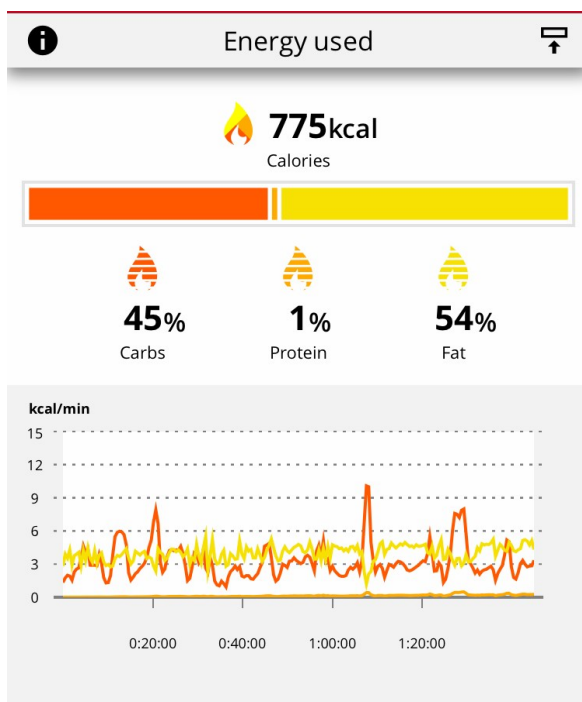 Energy used
775kcal
Calories
45% 1% 54%
Carbs Protein Fat
kcal/min
15
12
9
6
3
0
0:20:00 0:40:00 1:00:00 1:20:00